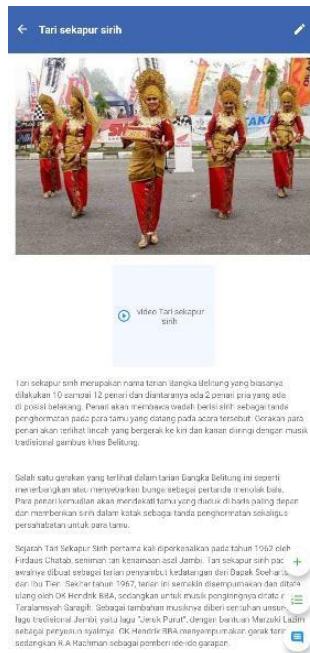 Tari sekapur sirih
video Tari sekapur
sirih
Tari sekapur sirih merupakan nama tarian Bangka Belitung yang biasanya
dilakukan 10 sampai 12 penari dan diantaranya ada 2 penari pria yang ada
di posisi belakang. Penari akan membawa wadah berisi sirih sebagai tanda
penghormatan pada para tamu yang datang pada acara tersebut. Gerakan para
penari akan terlihat lincah yang bergerak ke kiri dan kanan diiringi dengan musik
tradisional gambus khas Belitung.
Salah satu gerakan yang terlihat dalam tarian Bangka Belitung ini seperti
menerbangkan atau menyebarkan bunga sebagai pertanda menolak bala.
Para penari kemudian akan mendekati tamu yang duduk di baris paling depan
dan memberikan sirih dalam kotak sebagai tanda penghormatan sekaligus
persahabatan untuk para tamu.
Sejarah Tari Sekapur Sirih pertama kali diperkenalkan pada tahun 1962 oleh
Firdaus Chatab, seniman tari kenamaan asal Jambi. Tari sekapur sirih pada
awalnya dibuat sebagai tarian penyambut kedatangan dari Bapak Soeharto
dan Ibu Tien. Sekitar tahun 1967, tarian ini semakin disempurnakan dan ditata
ulang oleh OK Hendrik BBA, sedangkan untuk musik pengiringnya ditata
Taralamsyah Saragih. Sebagai tambahan musiknya diberi sentuhan unsur
lagu tradisional Jambi, yaitu lagu "Jeruk Purut", dengan bantuan Marzuki Lazim
sebagai penyusun syairnya. OK Hendrik BBA menyempurnakan gerak tari
sedangkan R.A Rachman sebagai pemberi ide-ide garapan.